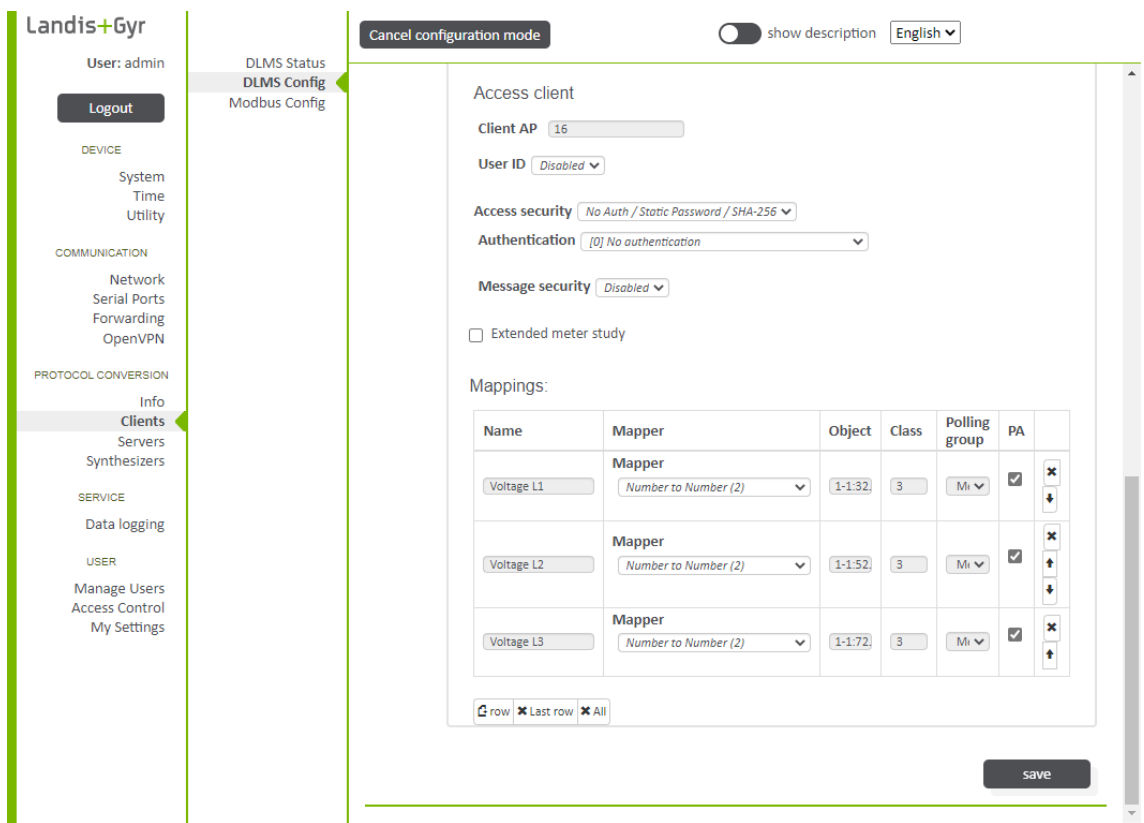 Landis+Gyr
User: admin
Logout
DEVICE
System
Time
Utility
COMMUNICATION
Network
Serial Ports
Forwarding
OpenVPN
PROTOCOL CONVERSION
Info
Clients
Servers
Synthesizers
SERVICE
Data logging
USER
Manage Users
Access Control
My Settings
DLMS Status
DLMS Config
Modbus Config
Cancel configuration mode
show description English
Access client
Client AP 16
User ID Disabled
Access security No Auth / Static Password / SHA-256
Authentication [0] No authentication
Message security Disabled
Extended meter study
Mappings:
Name Mapper Object Class Polling group PA
Mapper
Voltage L1 Number to Number (2) 1-1:32. 3
Mapper
Voltage L2 Number to Number (2) 1-1:52. 3
Mapper
Voltage L3 Number to Number (2) 1-1:72. 3
row Last row All
save